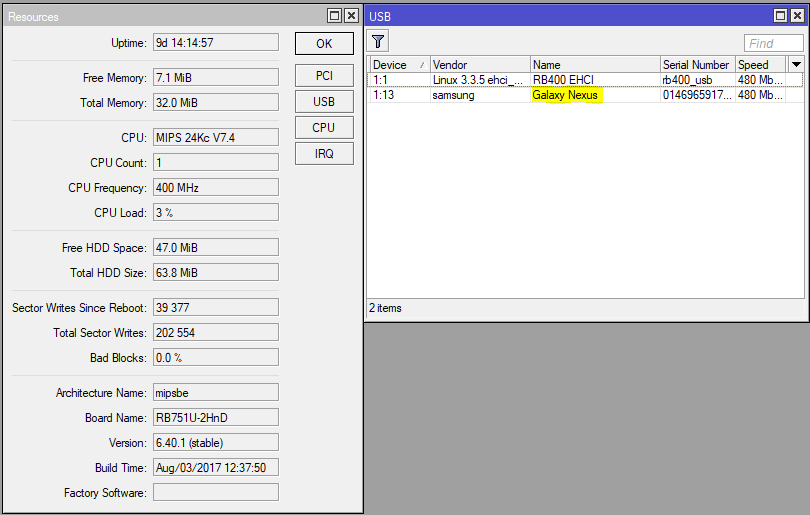 Resources
Uptime: 9d 14:14:57
OK
Free Memory: 7.1 MiB
PCI
Total Memory: 32.0 MiB
USB
CPU: MIPS 24Kc V7.4
CPU
CPU Count: 1
IRQ
CPU Frequency: 400 MHz
CPU Load: 3 %
Free HDD Space: 47.0 MiB
Total HDD Size: 63.8 MiB
Sector Writes Since Reboot: 39 377
Total Sector Writes: 202 554
Bad Blocks: 0.0 %
Architecture Name: mipsbe
Board Name: RB751U-2HnD
Version: 6.40.1 (stable)
Build Time: Aug/03/2017 12:37:50
Factory Software:
USB
Find
Device Vendor Name Serial Number Speed
1:1 Linux 3.3.5 ehci_... RB400 EHCI rb400_usb 480 Mb...
1:13 samsung Galaxy Nexus 0146965917... 480 Mb...
2 items